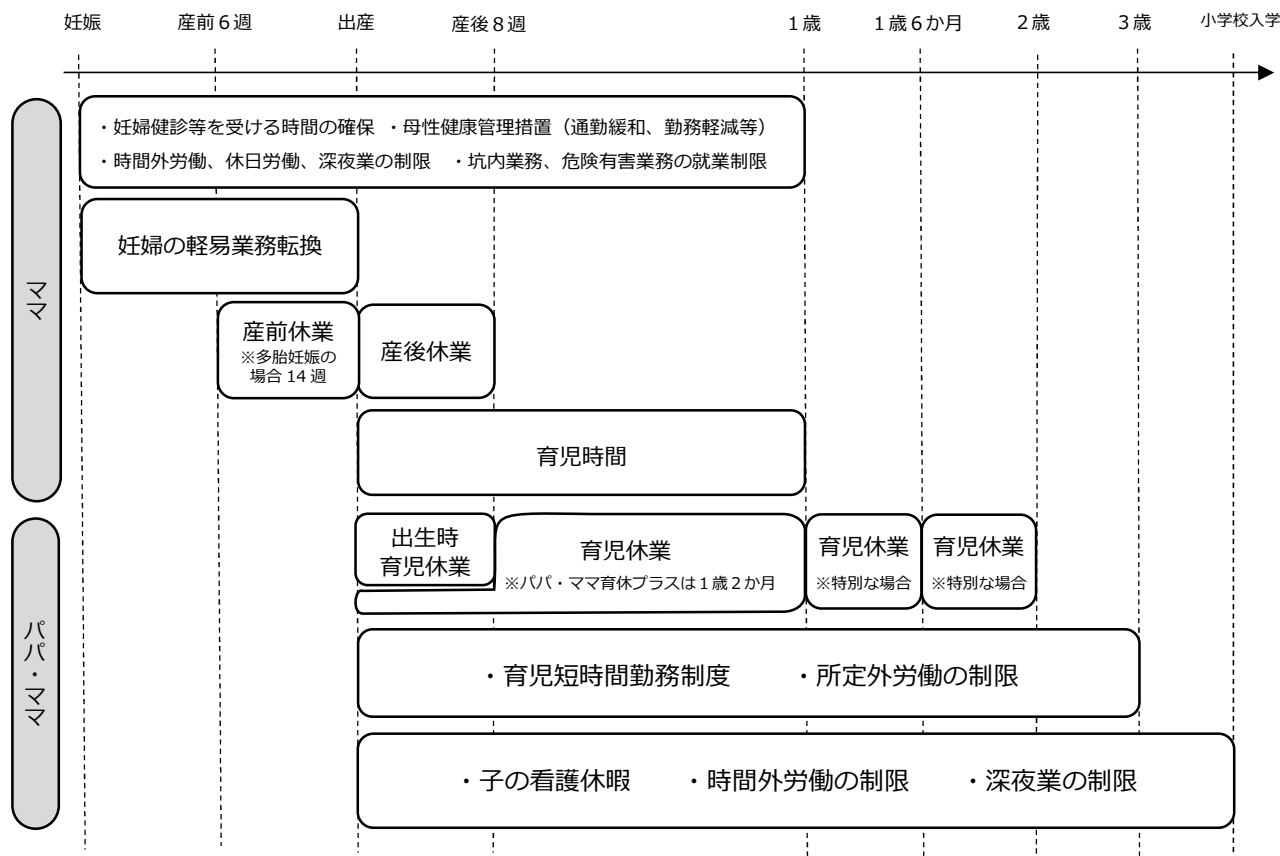 妊娠 産前６週 出産 産後８週 １歳 １歳６か月 ２歳 ３歳 小学校入学
ママ
・妊婦健診等を受ける時間の確保 ・母性健康管理措置（通勤緩和、勤務軽減等）
・時間外労働、休日労働、深夜業の制限 ・坑内業務、危険有害業務の就業制限
妊婦の軽易業務転換
産前休業
※多胎妊娠の
場合 14 週
産後休業
育児時間
パパ・ママ
出生時
育児休業
育児休業
※パパ・ママ育休プラスは１歳２か月
育児休業
※特別な場合
育児休業
※特別な場合
・育児短時間勤務制度 ・所定外労働の制限
・子の看護休暇 ・時間外労働の制限 ・深夜業の制限